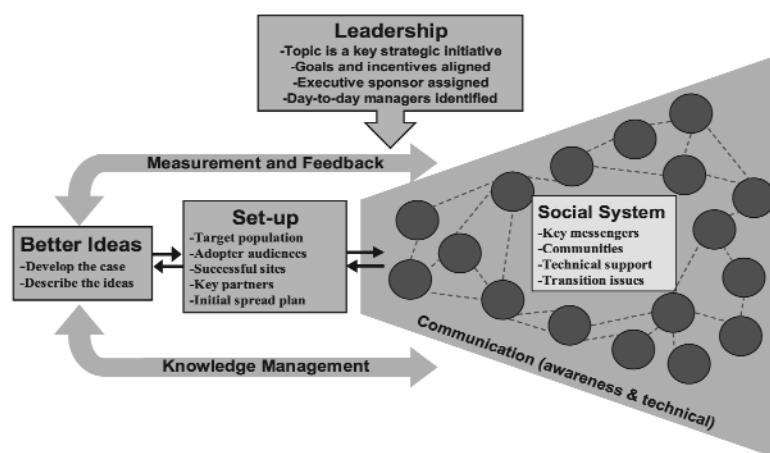 Leadership
-Topic is a key strategic initiative
-Goals and incentives aligned
-Executive sponsor assigned
-Day-to-day managers identified
Measurement and Feedback
Better Ideas
-Develop the case
-Describe the ideas
Set-up
-Target population
-Adopter audiences
-Successful sites
-Key partners
-Initial spread plan
Social System
-Key messengers
-Communities
-Technical support
-Transition issues
Knowledge Management
Communication (awareness & technical)